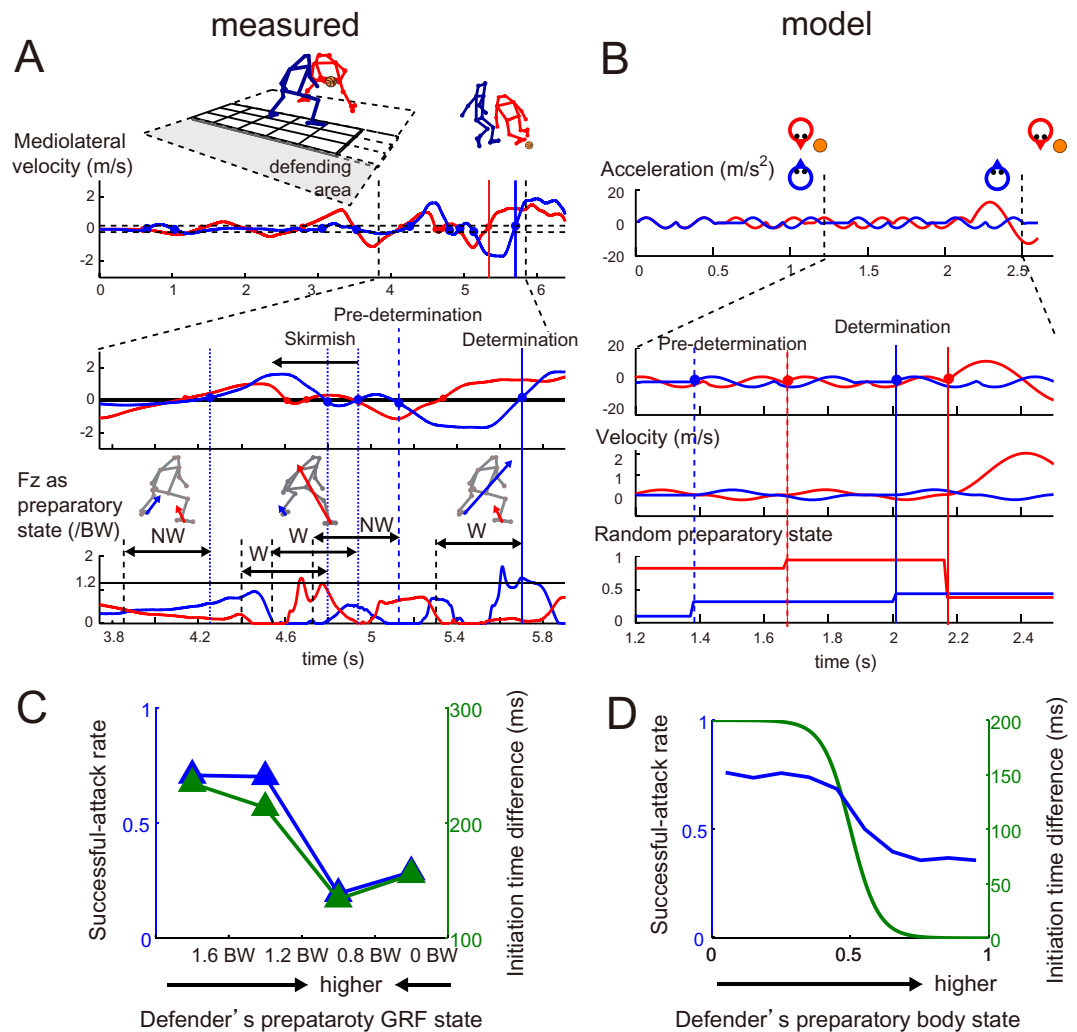 measured
model
A
B
Mediolateral
velocity (m/s)
defending
area
2
0
-2
0 1 2 3 4 5 6
Pre-determination
Skirmish
Determination
2
0
-2
Fz as
preparatory
state (/BW)
NW
W
W
NW
W
2
1.2
0
3.8 4.2 4.6 5 5.4 5.8
time (s)
Acceleration (m/s2)
20
0
-20
0 0.5 1 1.5 2 2.5
Determination
Pre-determination
20
0
-20
Velocity (m/s)
2
1
0
Random preparatory state
1
0.5
0
1.2 1.4 1.6 1.8 2 2.2 2.4
time (s)
C
Successful-attack rate
1
0.5
0
300
200
100
Initiation time difference (ms)
1.6 BW 1.2 BW 0.8 BW 0 BW
higher
Defender's prepataroty GRF state
D
Successful-attack rate
1
0.5
0
200
150
100
50
0
Initiation time difference (ms)
0 0.5 1
higher
Defender's preparatory body state